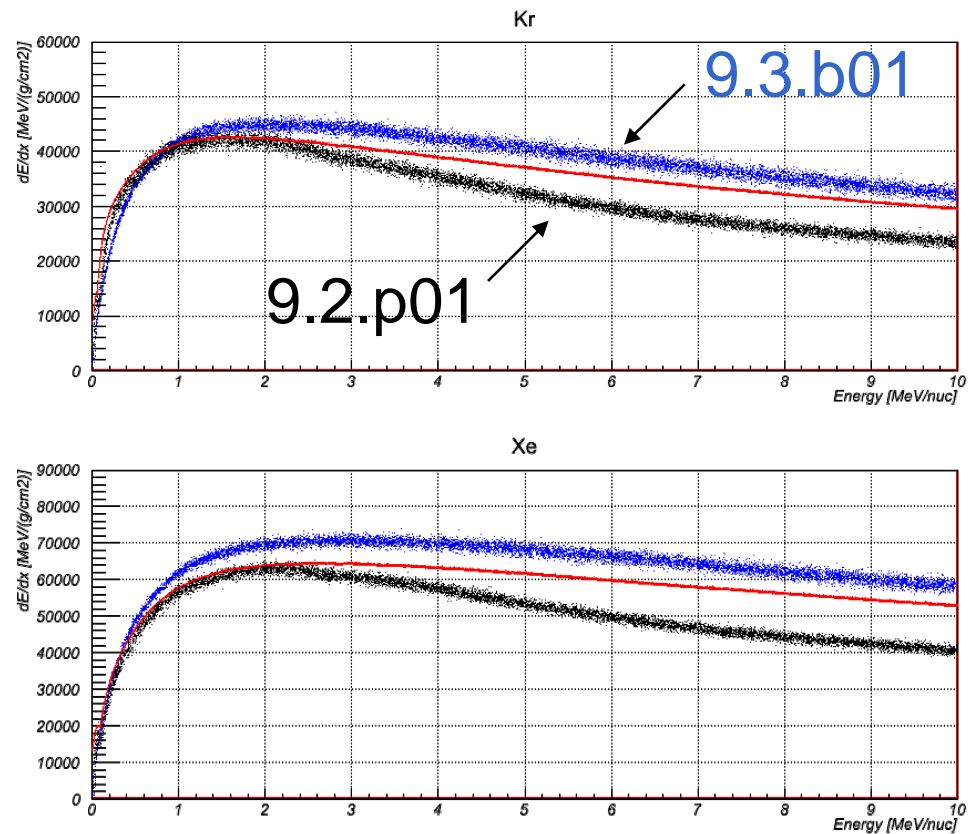 Kr
dE/dx [MeV/(g/cm2)]
60000
50000
40000
30000
20000
10000
0
9.3.b01
9.2.p01
0 1 2 3 4 5 6 7 8 9 10
Energy [MeV/nuc]
Xe
dE/dx [MeV/(g/cm2)]
90000
80000
70000
60000
50000
40000
30000
20000
10000
0
0 1 2 3 4 5 6 7 8 9 10
Energy [MeV/nuc]